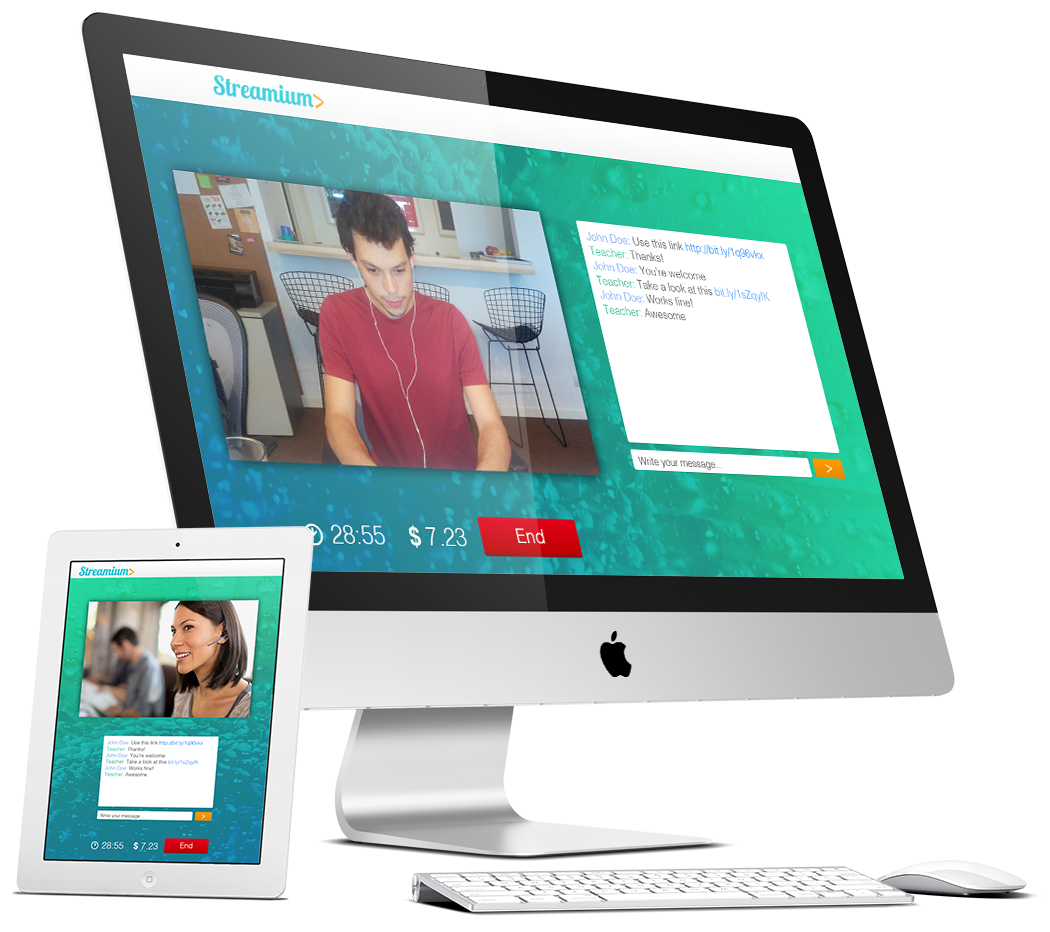 Streamium>
John Doe: Use this link http://bit.ly/1q96vkx
Teacher: Thanks!
John Doe: You're welcome
Teacher: Take a look at this bit.ly/1sZqyfK
John Doe: Works fine!
Teacher: Awesome
Write your message...
>
28:55 $ 7.23 End
Streamium>
John Doe: Use this link http://bit.ly/1q96vkx
Teacher: Thanks!
John Doe: You're welcome
Teacher: Take a look at this bit.ly/1sZqyfK
John Doe: Works fine!
Teacher: Awesome
Write your message...
>
28:55 $ 7.23 End